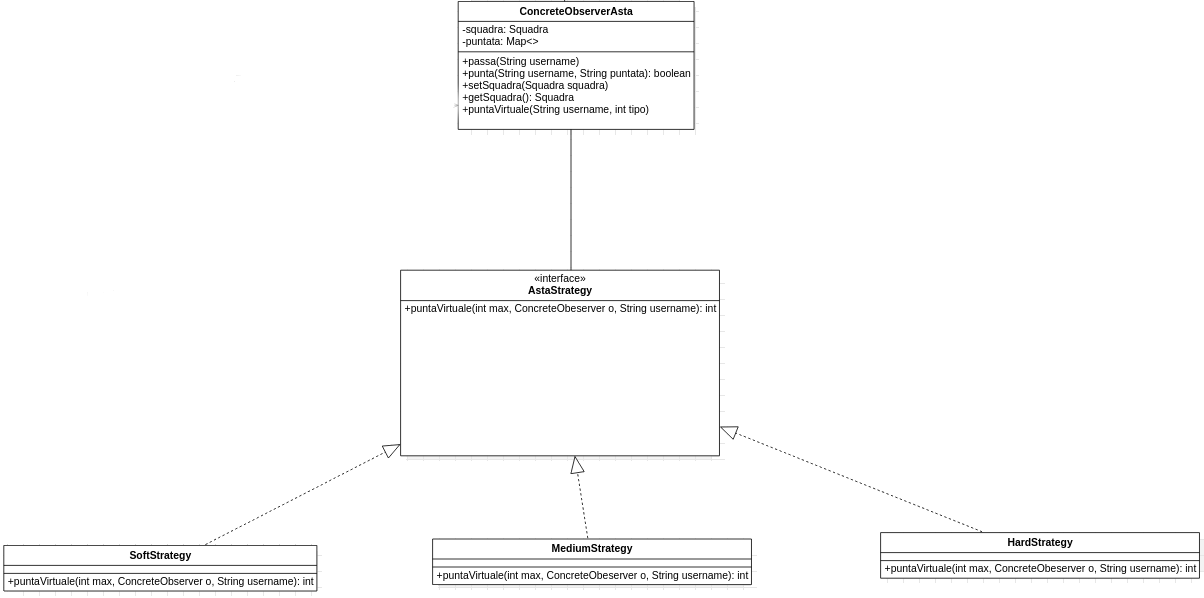 ConcreteObserverAsta
-squadra: Squadra
-puntata: Map<>
+passa(String username)
+punta(String username, String puntata): boolean
+setSquadra(Squadra squadra)
+getSquadra(): Squadra
+puntaVirtuale(String username, int tipo)
«interface»
AstaStrategy
+puntaVirtuale(int max, ConcreteObeserver o, String username): int
SoftStrategy
+puntaVirtuale(int max, ConcreteObserver o, String username): int
MediumStrategy
+puntaVirtuale(int max, ConcreteObeserver o, String username): int
HardStrategy
+puntaVirtuale(int max, ConcreteObeserver o, String username): int